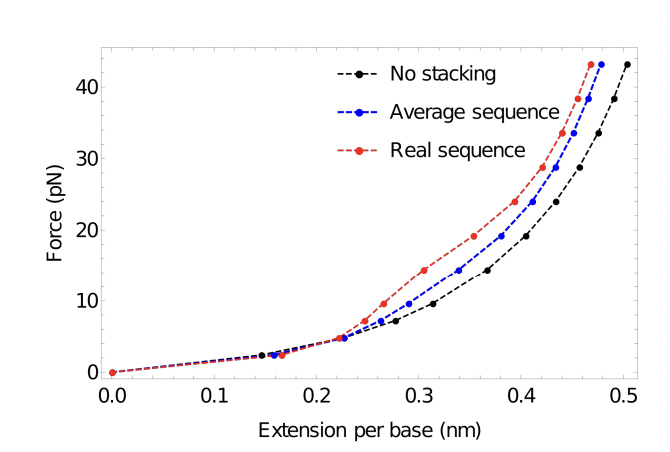 No stacking
Average sequence
Real sequence
Force (pN)
40
30
20
10
0
0.0 0.1 0.2 0.3 0.4 0.5
Extension per base (nm)